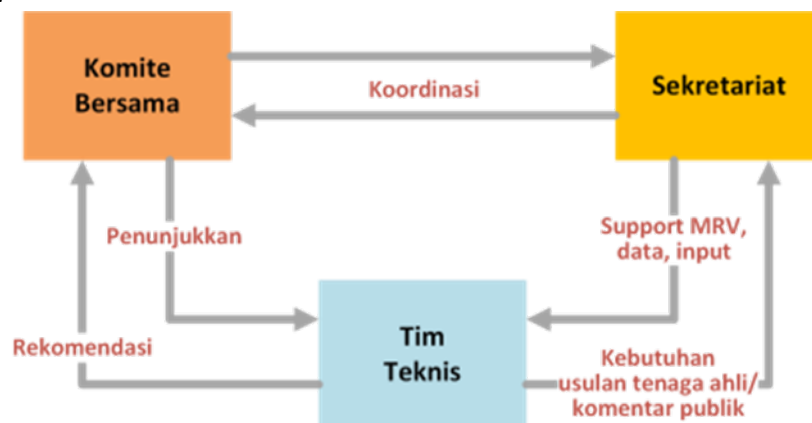 Komite
Bersama
Koordinasi
Sekretariat
Penunjukkan
Support MRV,
data, input
Rekomendasi
Tim
Teknis
Kebutuhan
usulan tenaga ahli/
komentar publik